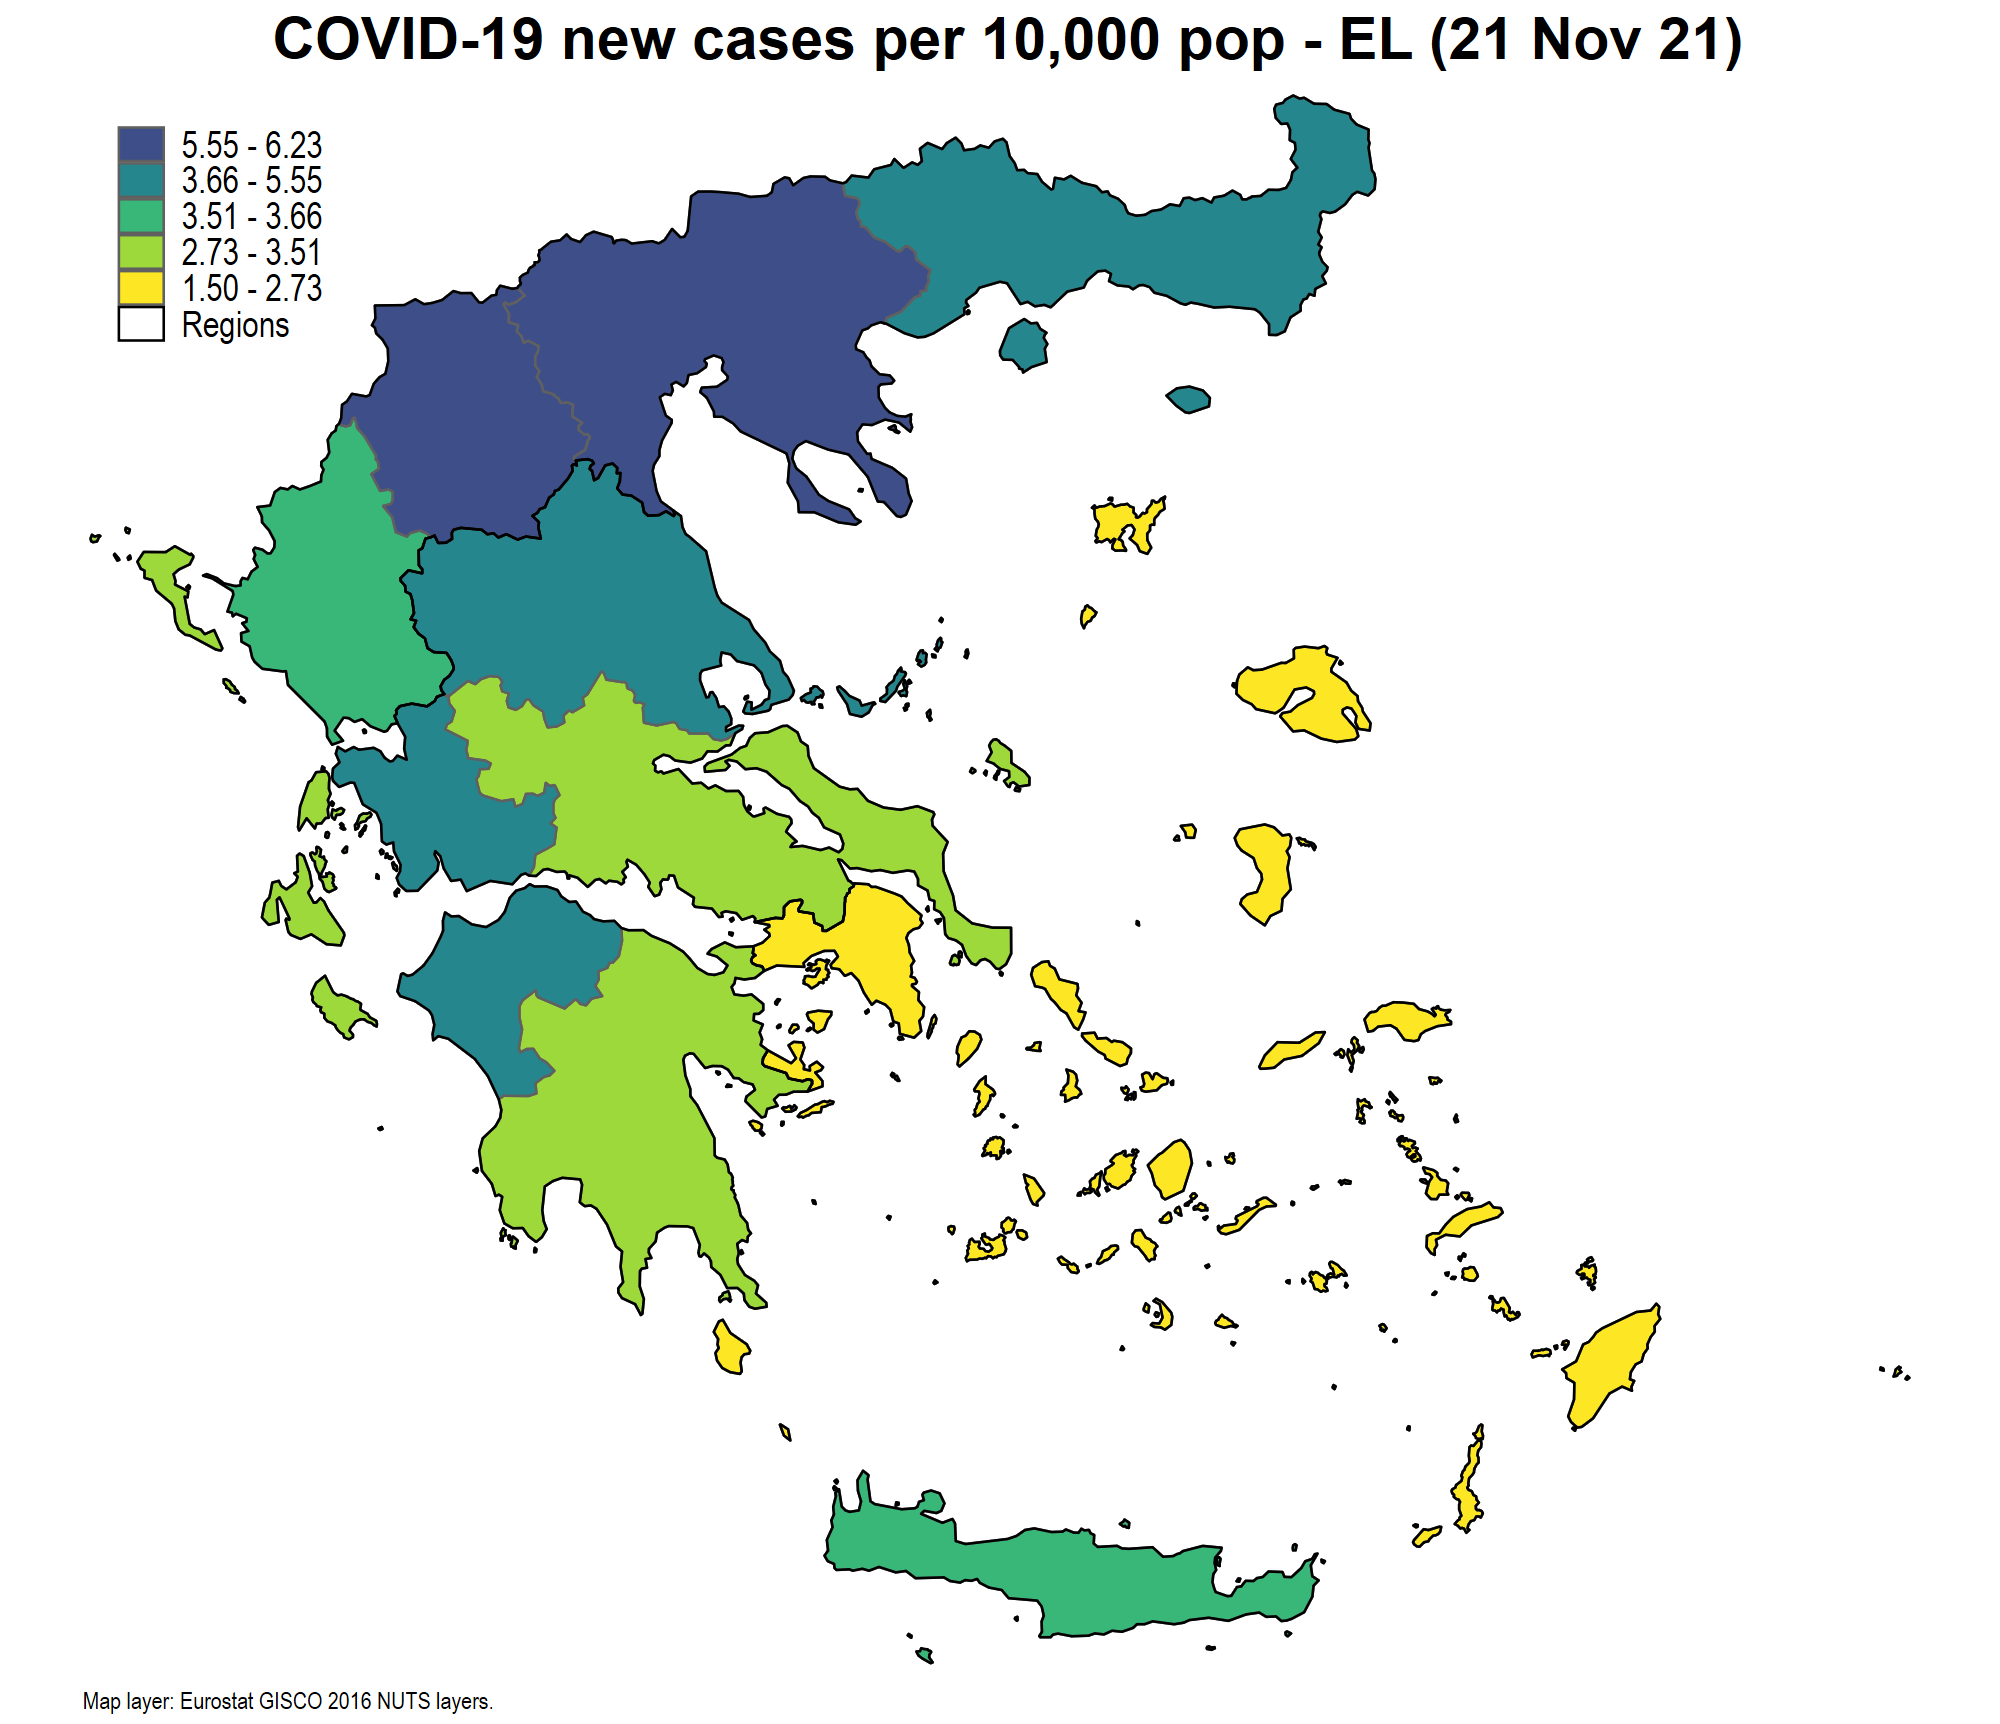 COVID-19 new cases per 10,000 pop - EL (21 Nov 21)
5.55 - 6.23
3.66 - 5.55
3.51 - 3.66
2.73 - 3.51
1.50 - 2.73
Regions
Map layer: Eurostat GISCO 2016 NUTS layers.